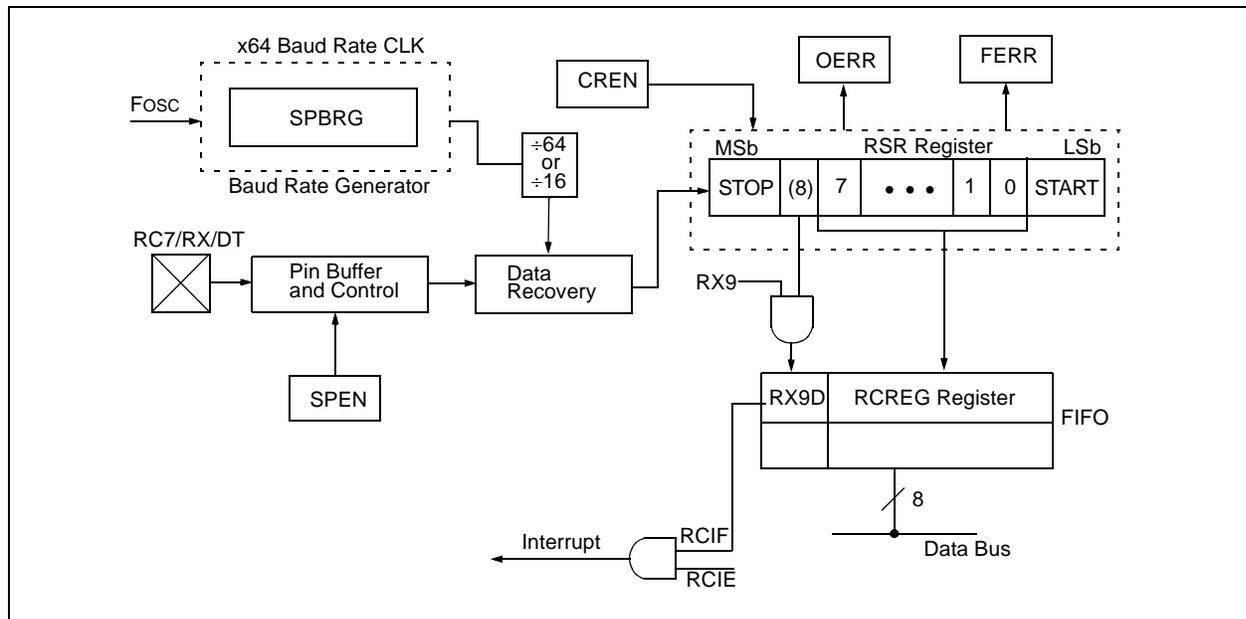 x64 Baud Rate CLK
FOSC
SPBRG
Baud Rate Generator
÷64
or
÷16
CREN
OERR
FERR
MSb
RSR Register
LSb
STOP
(8)
7
• • •
1
0
START
RC7/RX/DT
Pin Buffer
and Control
Data
Recovery
SPEN
RX9
RX9D
RCREG Register
FIFO
8
Data Bus
Interrupt
RCIF
RCIE